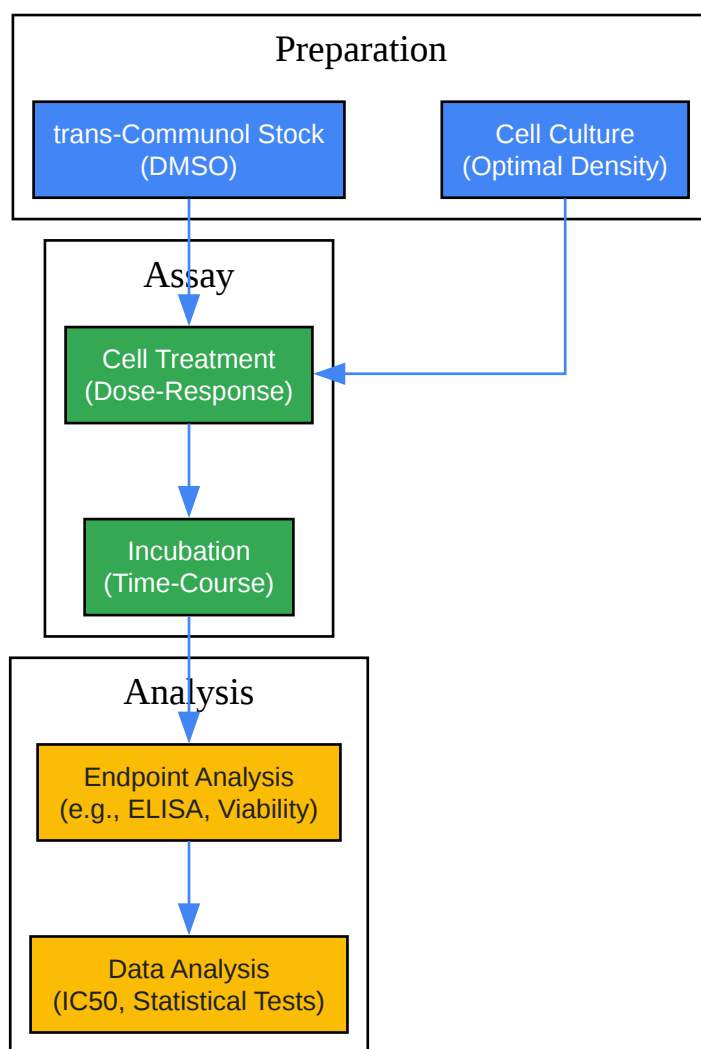 Preparation
trans-Communol Stock
(DMSO)
Cell Culture
(Optimal Density)
Assay
Cell Treatment
(Dose-Response)
Incubation
(Time-Course)
Analysis
Endpoint Analysis
(e.g., ELISA, Viability)
Data Analysis
(IC50, Statistical Tests)